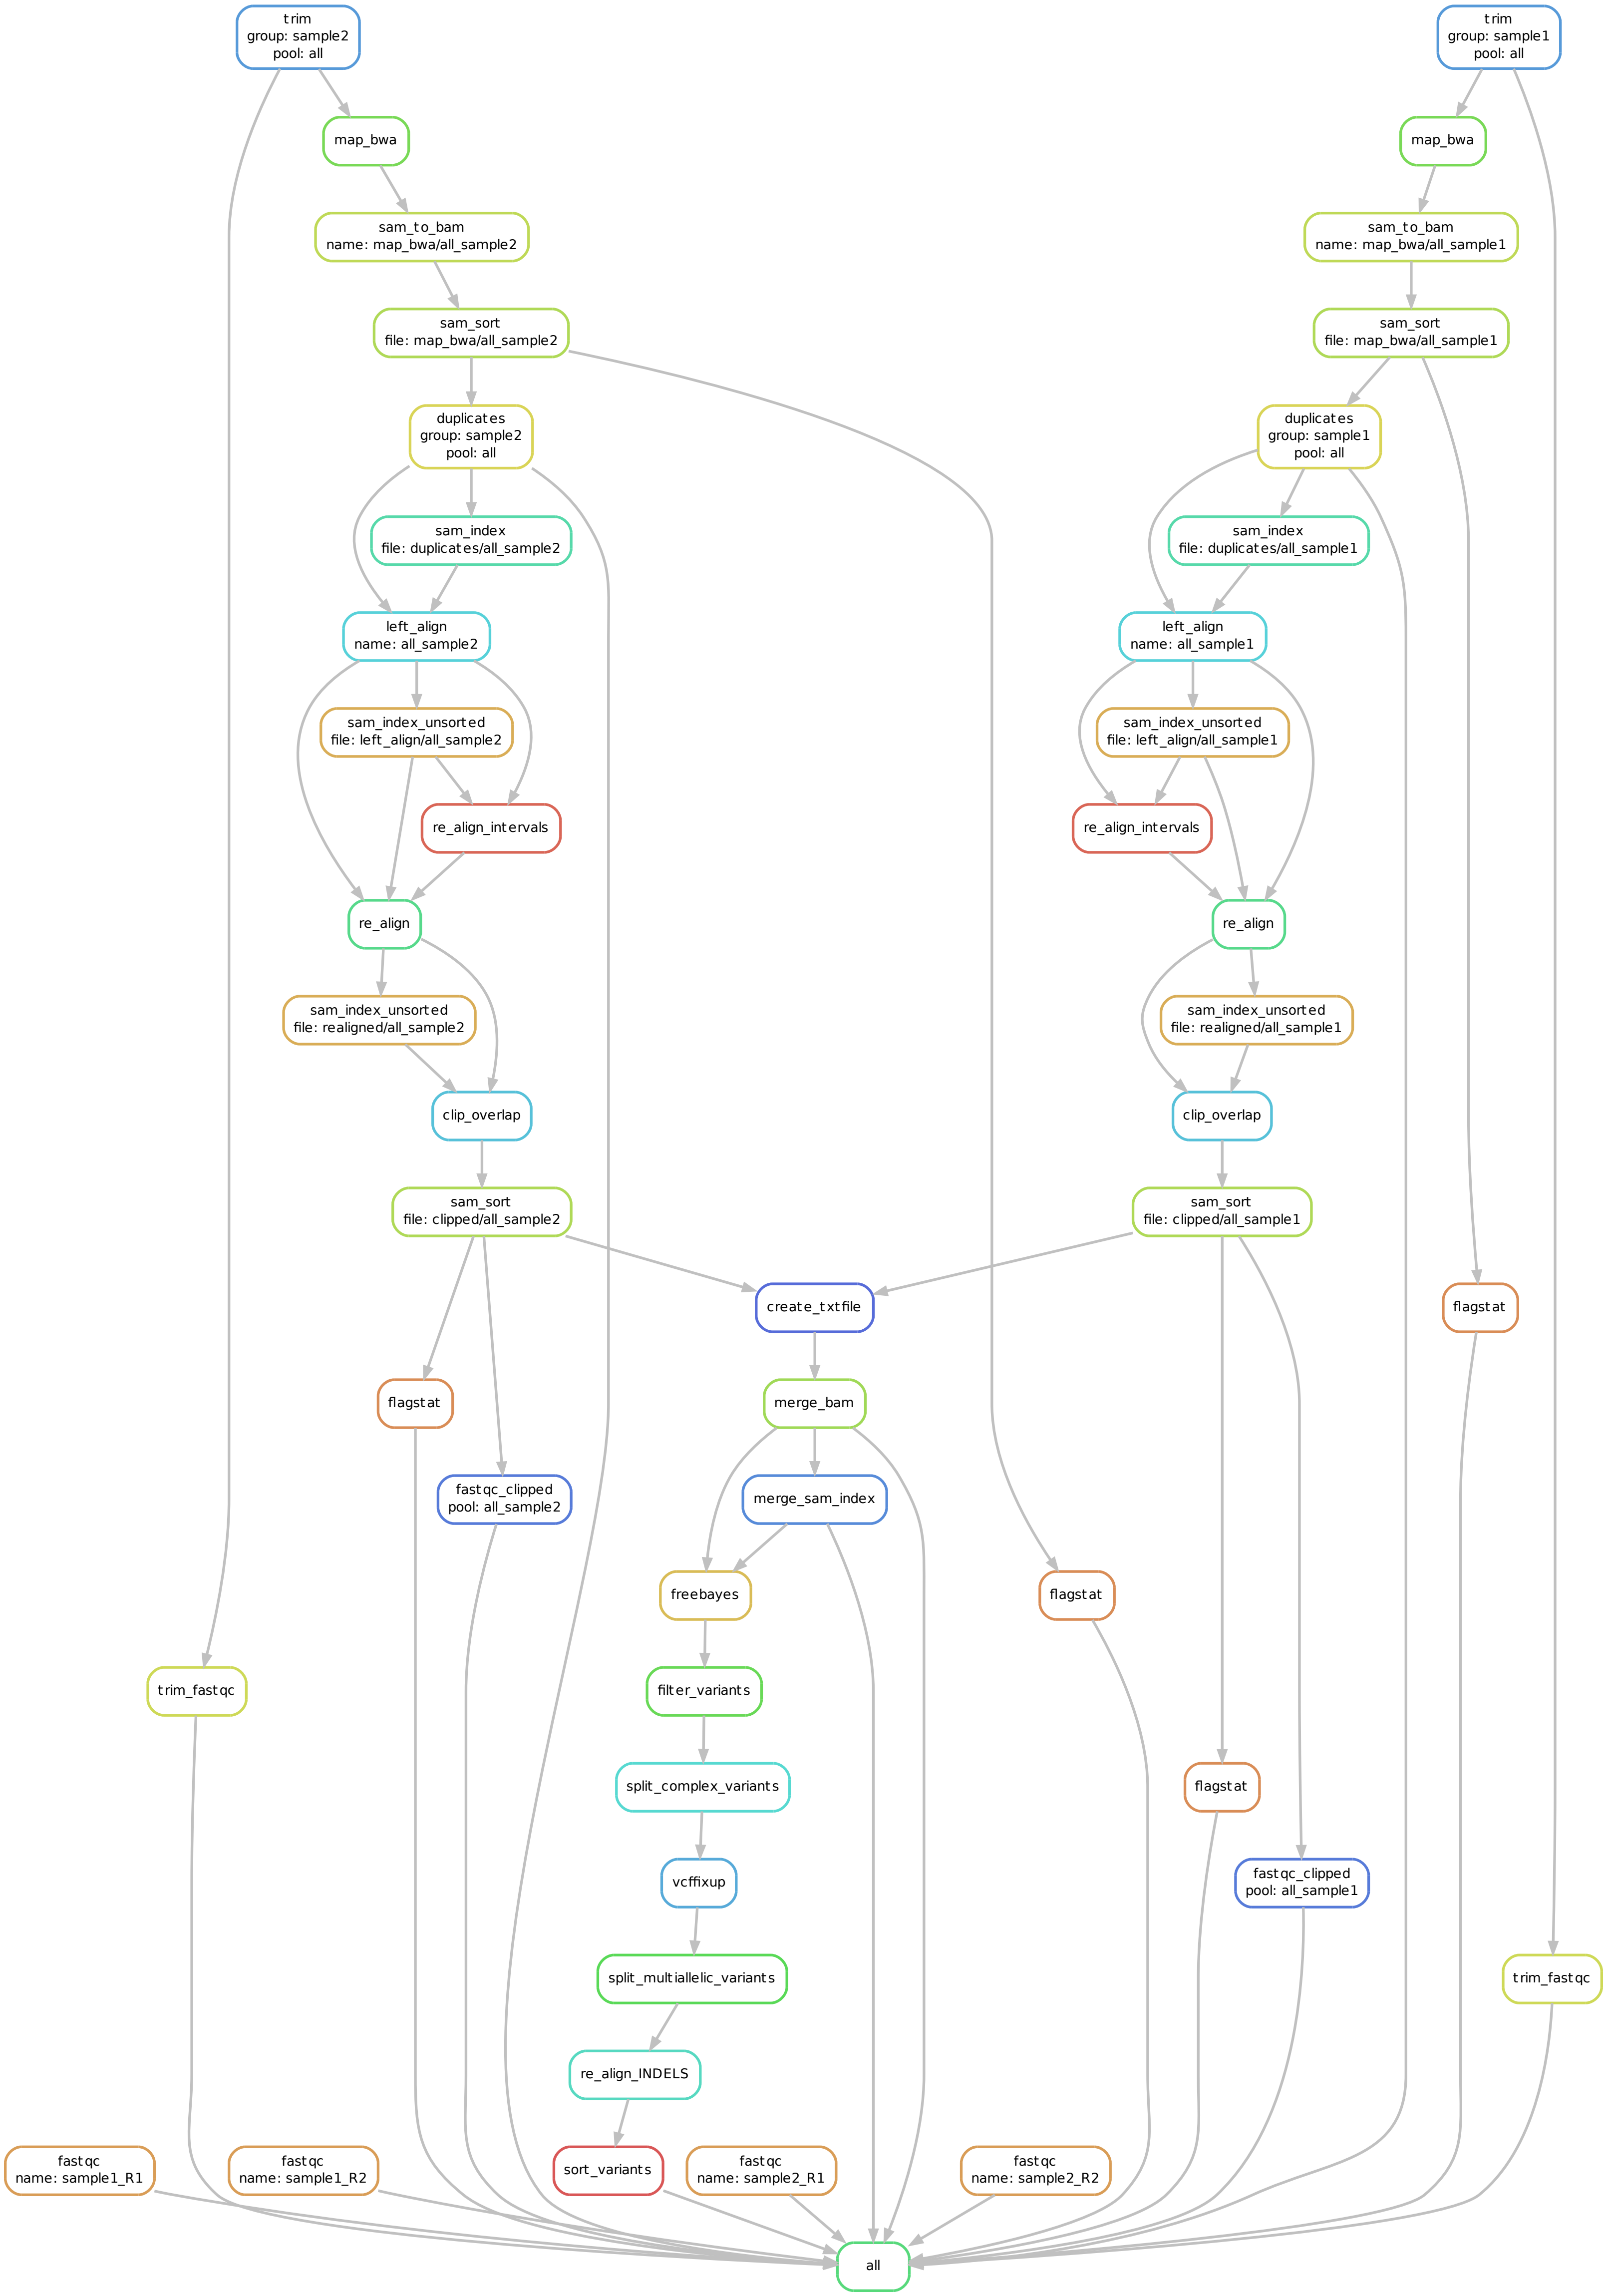 trim
group: sample2
pool: all
trim
group: sample1
pool: all
map_bwa
map_bwa
sam_to_bam
name: map_bwa/all_sample2
sam_to_bam
name: map_bwa/all_sample1
sam_sort
file: map_bwa/all_sample2
sam_sort
file: map_bwa/all_sample1
duplicates
group: sample2
pool: all
duplicates
group: sample1
pool: all
sam_index
file: duplicates/all_sample2
sam_index
file: duplicates/all_sample1
left_align
name: all_sample2
left_align
name: all_sample1
sam_index_unsorted
file: left_align/all_sample2
sam_index_unsorted
file: left_align/all_sample1
re_align_intervals
re_align_intervals
re_align
re_align
sam_index_unsorted
file: realigned/all_sample2
sam_index_unsorted
file: realigned/all_sample1
clip_overlap
clip_overlap
sam_sort
file: clipped/all_sample2
sam_sort
file: clipped/all_sample1
create_txtfile
flagstat
flagstat
merge_bam
fastqc_clipped
pool: all_sample2
merge_sam_index
freebayes
flagstat
trim_fastqc
filter_variants
split_complex_variants
flagstat
vcffixup
fastqc_clipped
pool: all_sample1
split_multiallelic_variants
trim_fastqc
re_align_INDELS
fastqc
name: sample1_R1
fastqc
name: sample1_R2
sort_variants
fastqc
name: sample2_R1
fastqc
name: sample2_R2
all